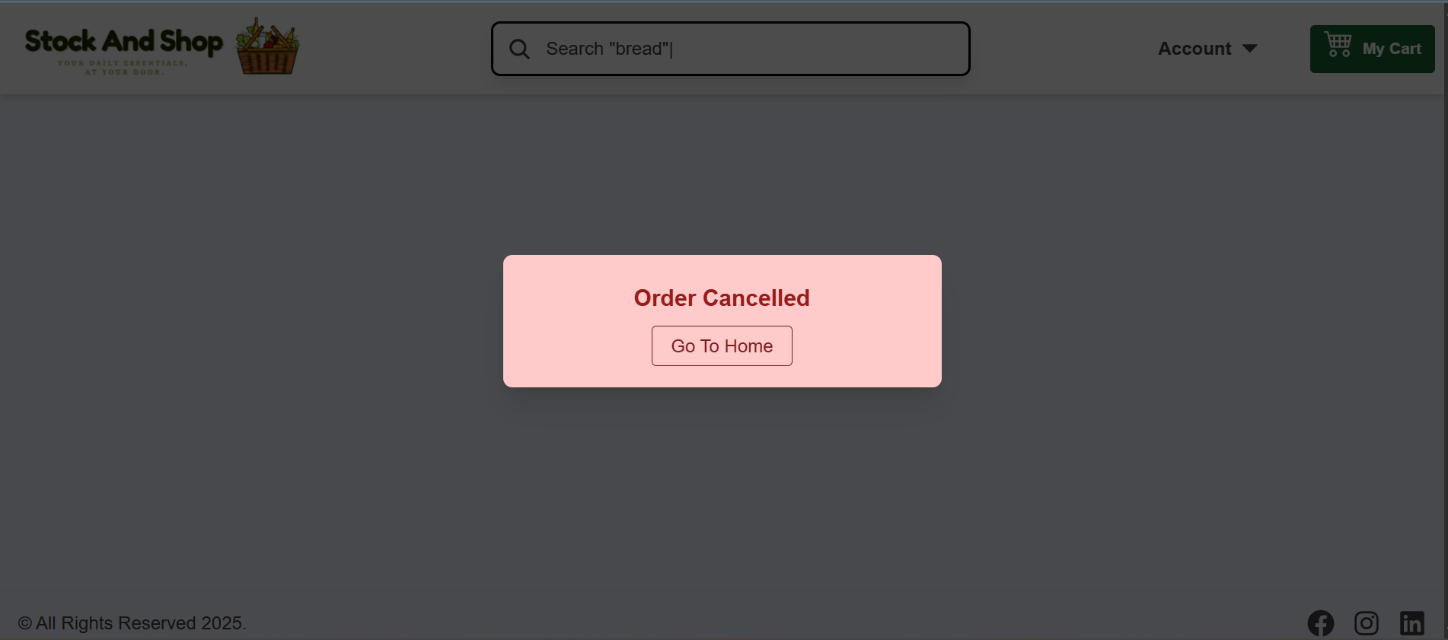 Stock And Shop
YOUR DAILY ESSENTIALS,
AT YOUR DOOR.
Search "bread"|
Account
My Cart
Order Cancelled
Go To Home
© All Rights Reserved 2025.